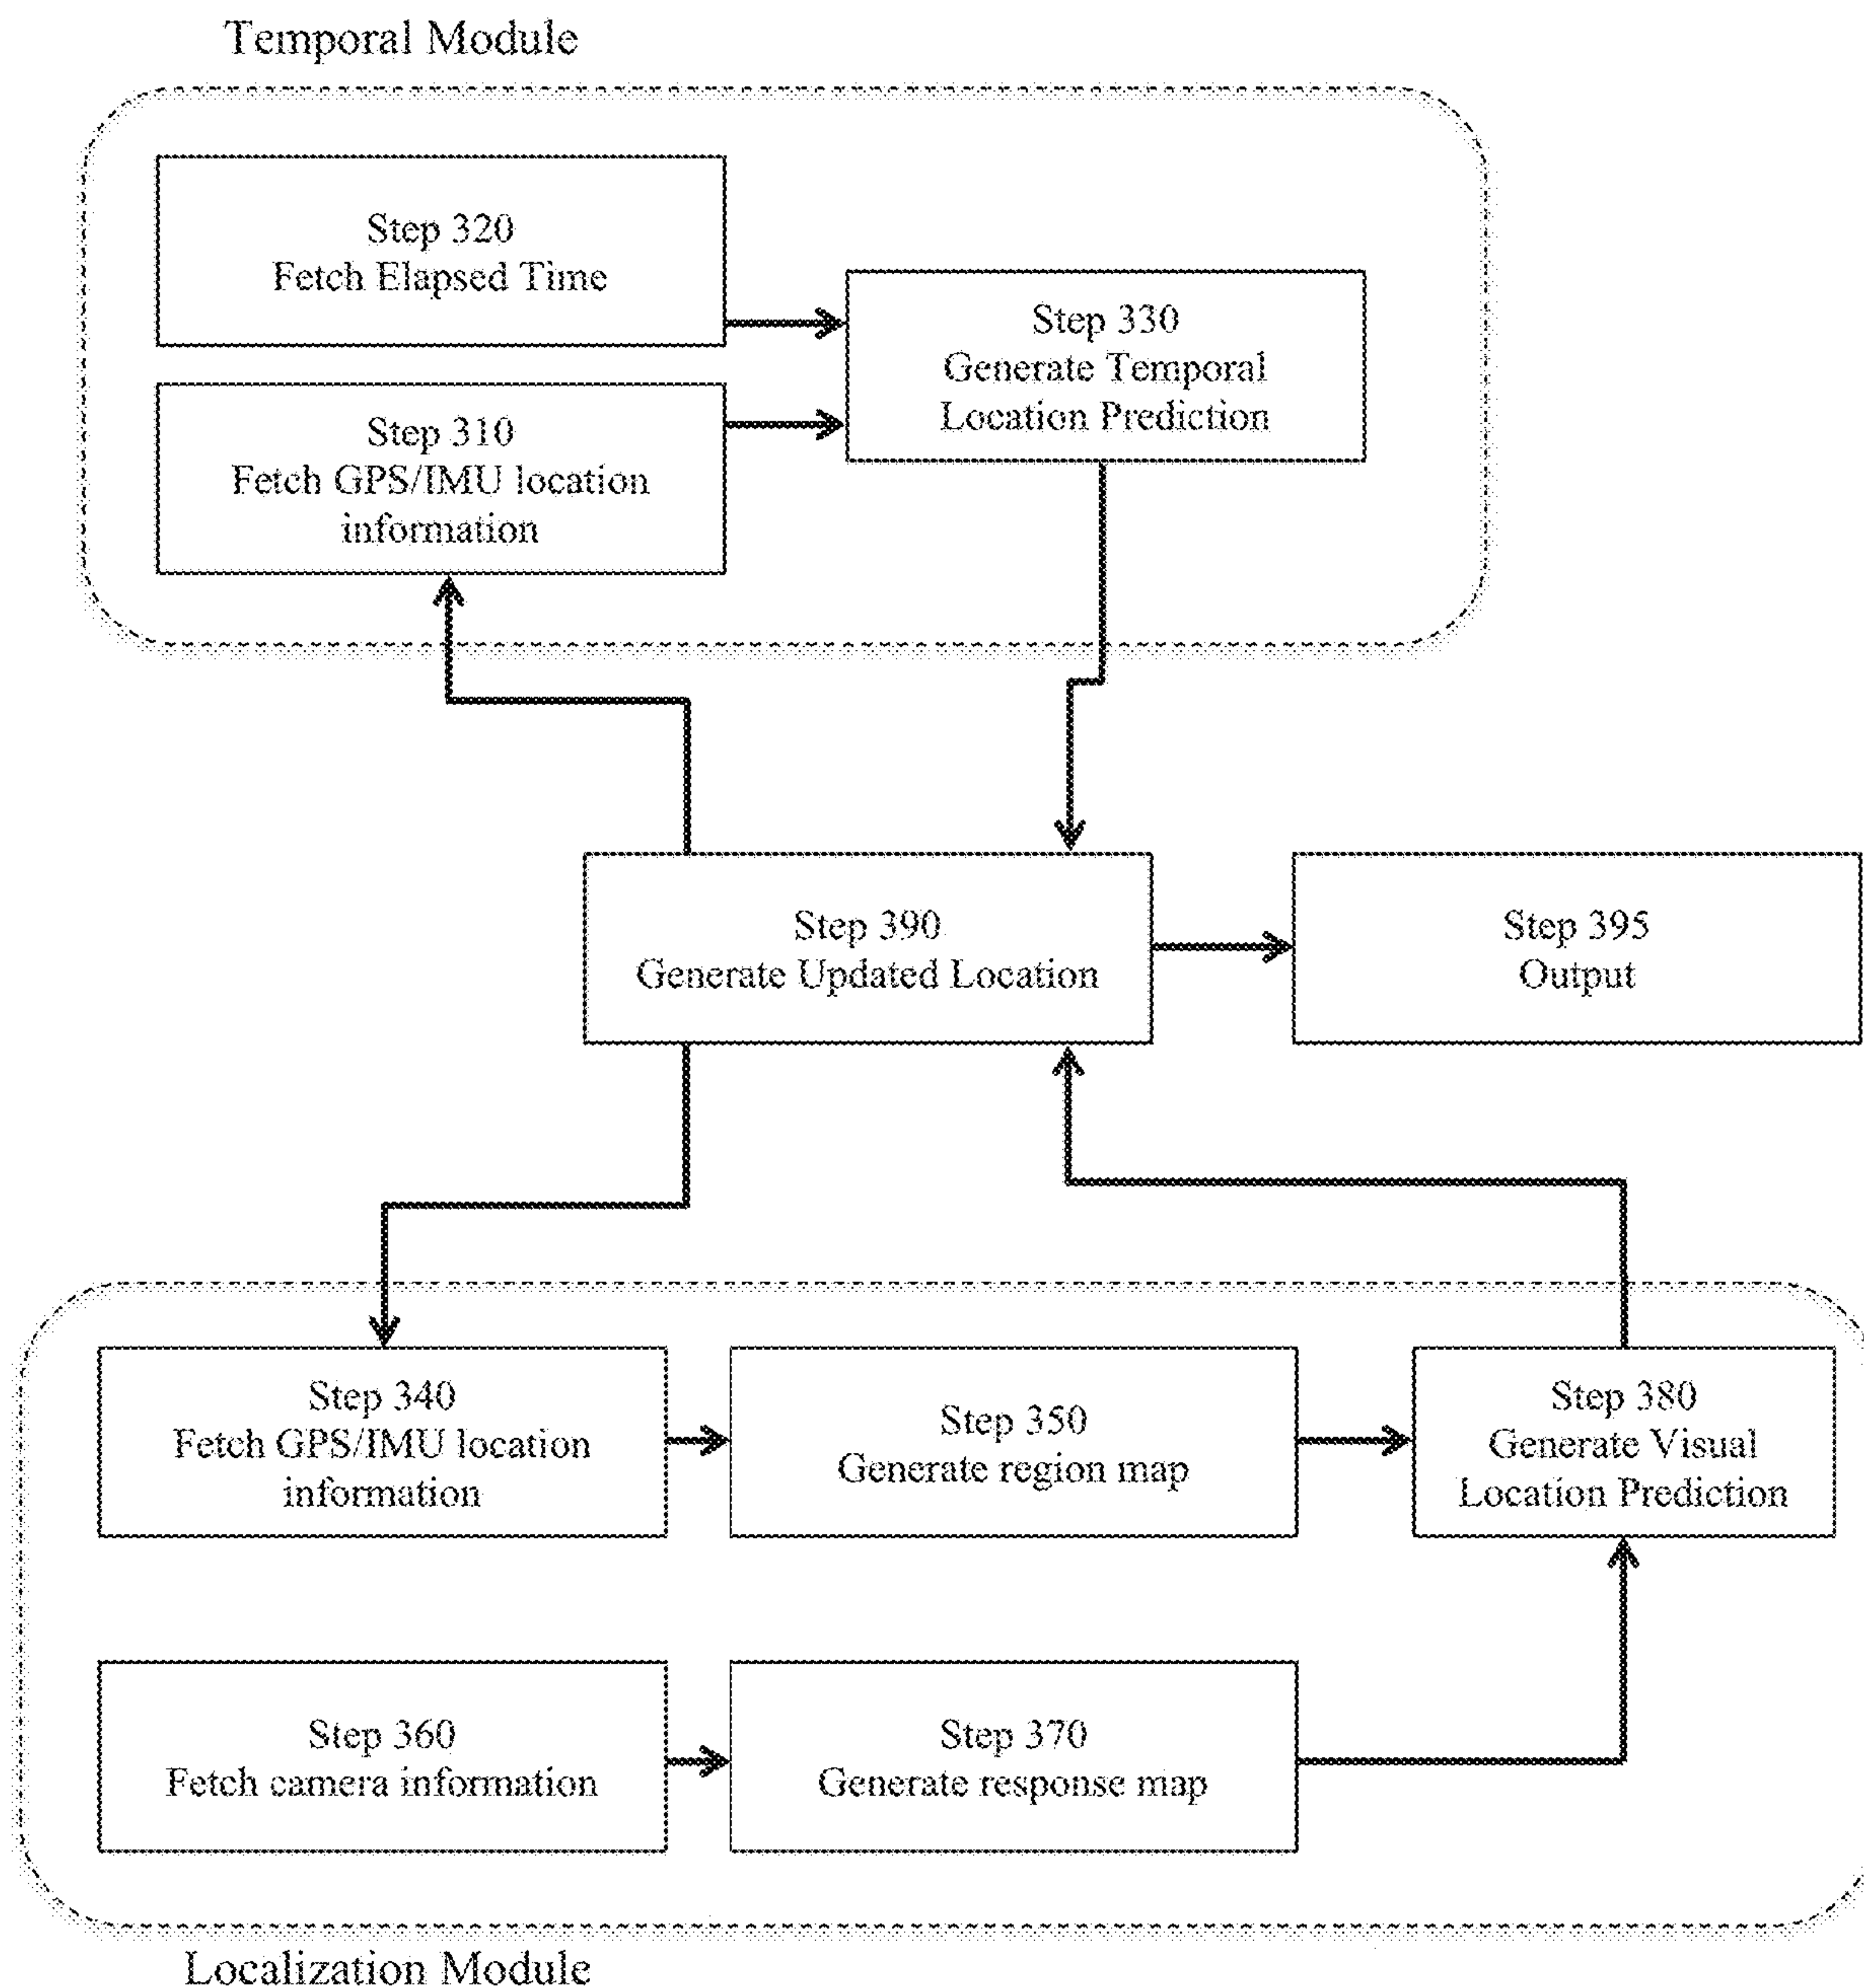 Temporal Module
Step 320
Fetch Elapsed Time
Step 330
Generate Temporal
Location Prediction
Step 310
Fetch GPS/IMU location
information
Step 390
Generate Updated Location
Step 395
Output
Step 340
Fetch GPS/IMU location
information
Step 350
Generate region map
Step 380
Generate Visual
Location Prediction
Step 360
Fetch camera information
Step 370
Generate response map
Localization Module